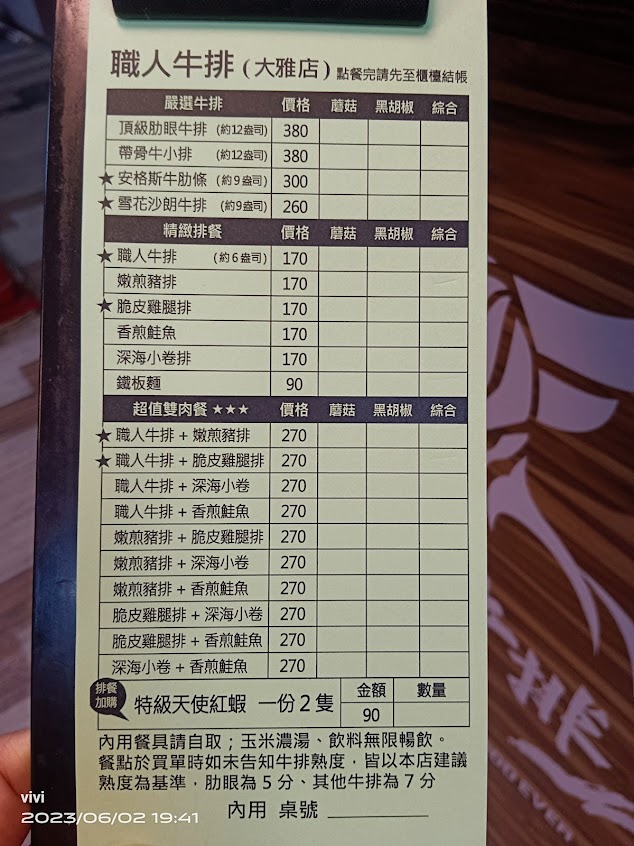 職人牛排(大雅店) 點餐完請先至櫃檯結帳
嚴選牛排 價格 蘑菇 黑胡椒 綜合
頂級肋眼牛排 (約12盎司) 380
帶骨牛小排 (約12盎司) 380
★安格斯牛肋條 (約9盎司) 300
★雪花沙朗牛排 (約9盎司) 260
精緻排餐 價格 蘑菇 黑胡椒 綜合
★職人牛排 (約6盎司) 170
嫩煎豬排 170
★脆皮雞腿排 170
香煎鮭魚 170
深海小卷排 170
鐵板麵 90
超值雙肉餐★★★ 價格 蘑菇 黑胡椒 綜合
★職人牛排+嫩煎豬排 270
★職人牛排+脆皮雞腿排 270
職人牛排+深海小卷 270
職人牛排+香煎鮭魚 270
嫩煎豬排+脆皮雞腿排 270
嫩煎豬排+深海小卷 270
嫩煎豬排+香煎鮭魚 270
脆皮雞腿排+深海小卷 270
脆皮雞腿排+香煎鮭魚 270
深海小卷+香煎鮭魚 270
排餐加購 特級天使紅蝦 一份2隻 金額 數量
90
內用餐具請自取;玉米濃湯、飲料無限暢飲。
餐點於買單時如未告知牛排熟度,皆以本店建議
熟度為基準,肋眼為5分、其他牛排為7分
內用 桌號
排
vivi
2023/06/02 19:41